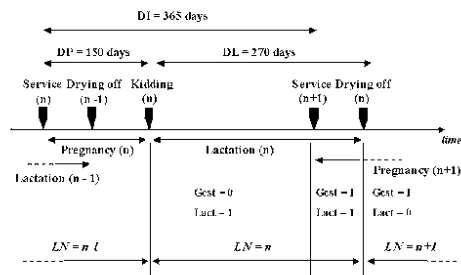 DI = 365 days
DP = 150 days DL = 270 days
Service Drying off Kidding Service Drying off
(n) (n -1) (n) (n+1) (n)
time
Pregnancy (n) Lactation (n)
Lactation (n - 1) Pregnancy (n+1)
Gest = 0 Gest = 1 Gest = 1
Lact = 1 Lact = 1 Lact = 0
LN = n-1 LN = n LN = n+1